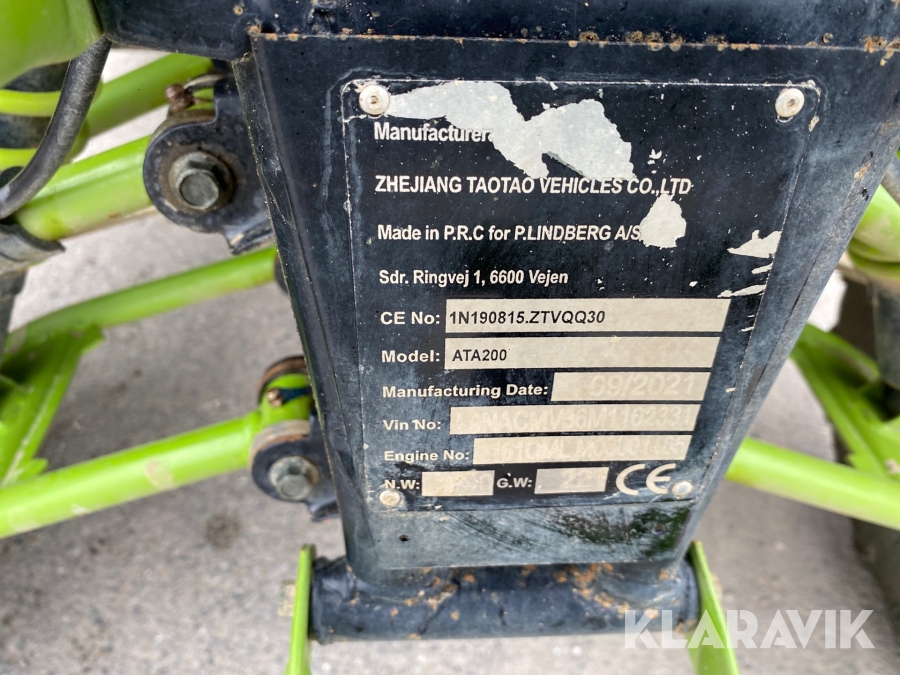 Manufacturer
ZHEJIANG TAOTAO VEHICLES CO.,LTD
Made in P.R.C for P.LINDBERG A/S
Sdr. Ringvej 1, 6600 Vejen
CE No: 1N190815.ZTVQQ30
Model: ATA200
Manufacturing Date: 09/2021
Vin No:
Engine No:
N.W: G.W: CE
KLARAVIK